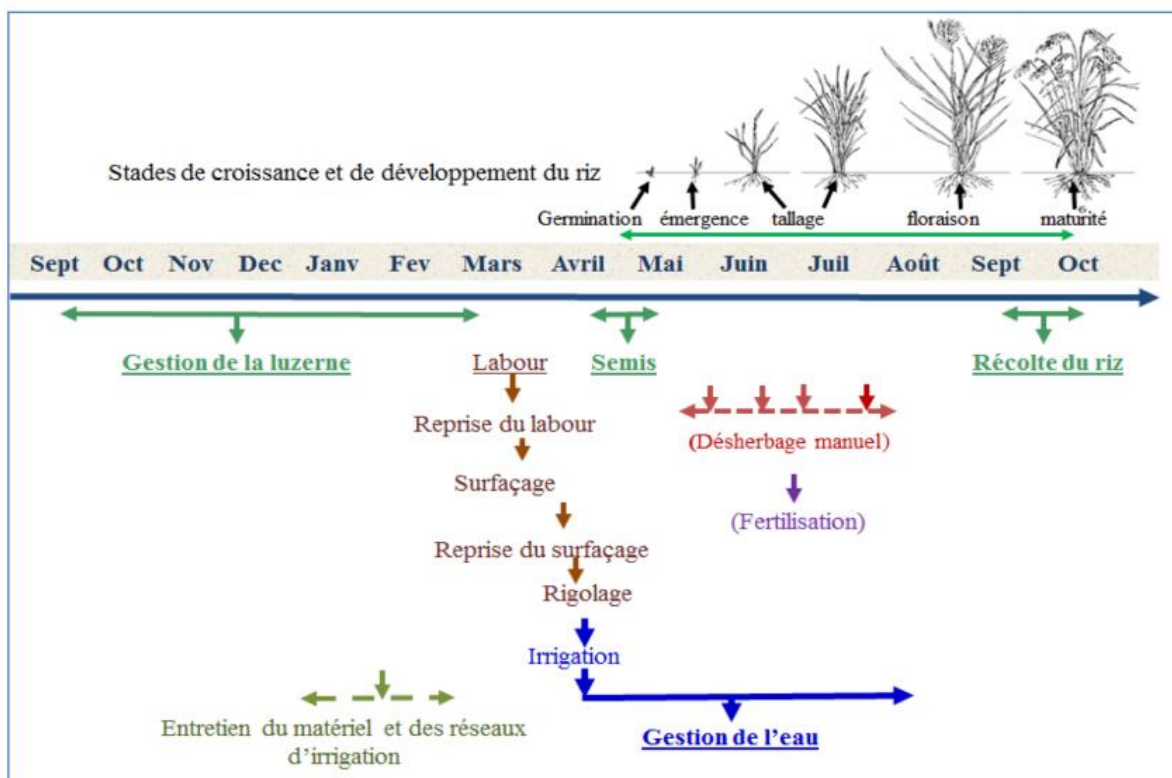 Stades de croissance et de développement du riz
Germination émergence tallage floraison maturité
Sept Oct Nov Dec Janv Fev Mars Avril Mai Juin Juil Août Sept Oct
Gestion de la luzerne
Labour
Semis
Récolte du riz
Reprise du labour
(Désherbage manuel)
Surfaçage
(Fertilisation)
Reprise du surfaçage
Rigolage
Irrigation
Entretien du matériel et des réseaux
d’irrigation
Gestion de l’eau